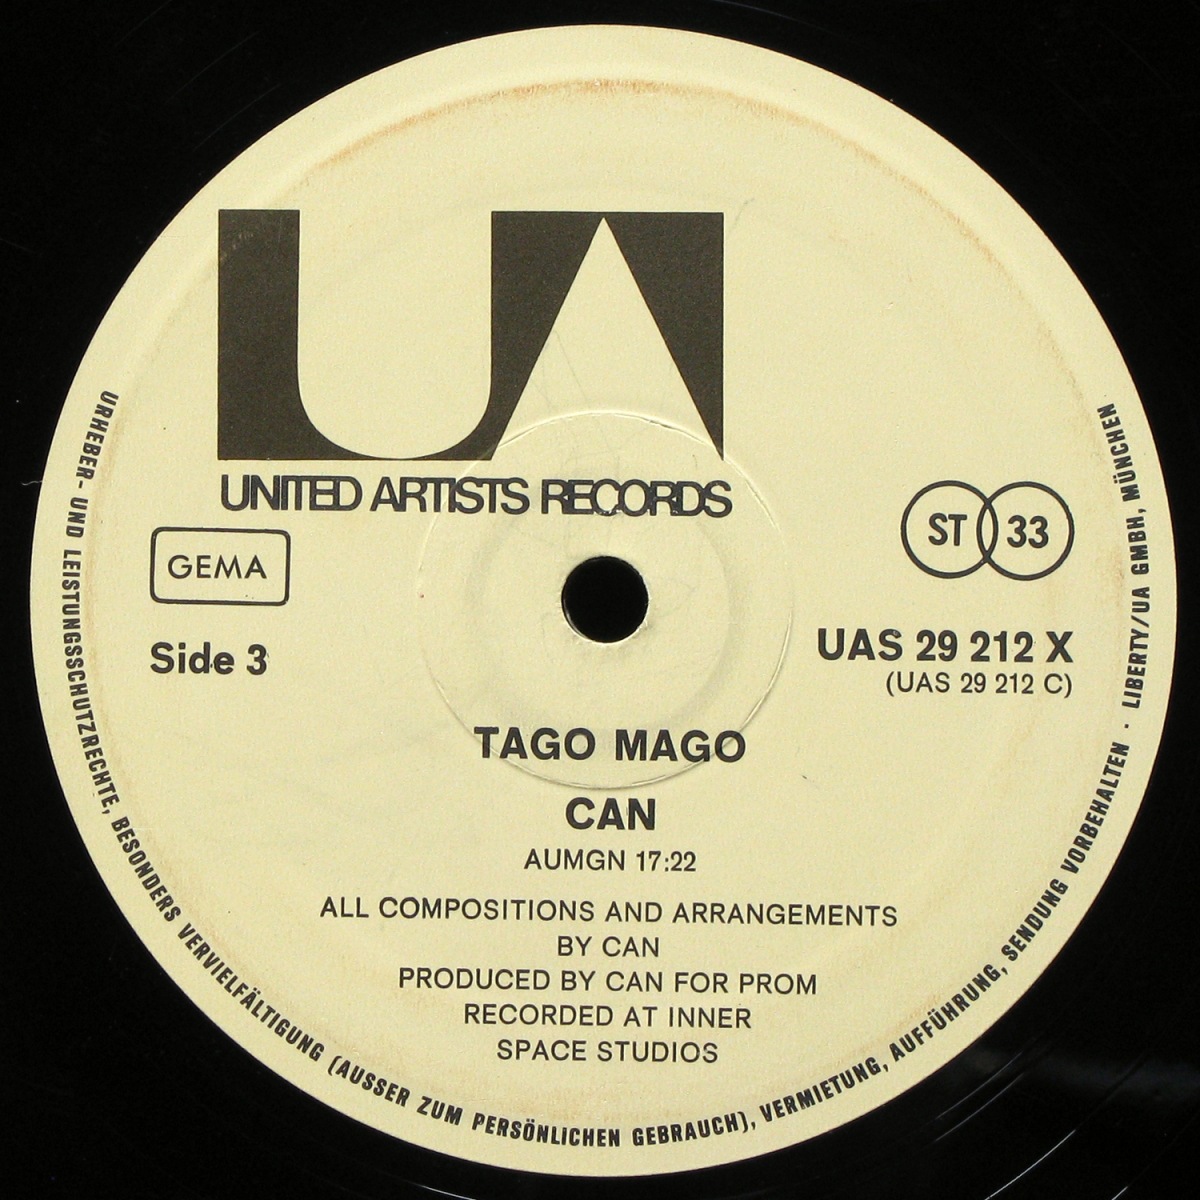 UA
UNITED ARTISTS RECORDS
GEMA
ST 33
Side 3
UAS 29 212 X
(UAS 29 212 C)
TAGO MAGO
CAN
AUMGN 17:22
ALL COMPOSITIONS AND ARRANGEMENTS
BY CAN
PRODUCED BY CAN FOR PROM
RECORDED AT INNER
SPACE STUDIOS
URHEBER- UND LEISTUNGSSCHUTZRECHTE, BESONDERS VERVIELFÄLTIGUNG (AUSSER ZUM PERSÖNLICHEN GEBRAUCH), VERMIETUNG, AUFFÜHRUNG, SENDUNG VORBEHALTEN · LIBERTY/UA GMBH, MÜNCHEN